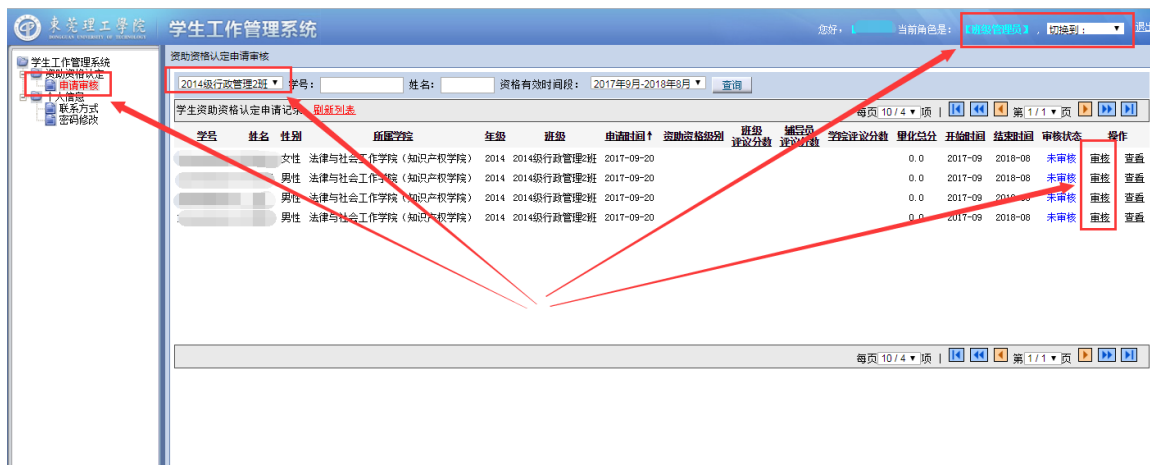 東莞理工學院 学生工作管理系统
DONGGUAN UNIVERSITY OF TECHNOLOGY
您好，【 当前角色是：【班级管理员】，切换到： 退出
学生工作管理系统
资助资格认定
申请审核
个人信息
联系方式
密码修改
资助资格认定申请审核
2014级行政管理2班 学号： 姓名： 资格有效时间段： 2017年9月-2018年8月 查询
学生资助资格认定申请记录 刷新列表 每页 10 / 4 项 | 第 1 / 1 页
学号 姓名 性别 所属学院 年级 班级 申请时间↑ 资助资格级别 班级评议分数 辅导员评议分数 学院评议分数 量化总分 开始时间 结束时间 审核状态 操作
女性 法律与社会工作学院（知识产权学院） 2014 2014级行政管理2班 2017-09-20 0.0 2017-09 2018-08 未审核 审核 查看
男性 法律与社会工作学院（知识产权学院） 2014 2014级行政管理2班 2017-09-20 0.0 2017-09 2018-08 未审核 审核 查看
男性 法律与社会工作学院（知识产权学院） 2014 2014级行政管理2班 2017-09-20 0.0 2017-09 2018-08 未审核 审核 查看
男性 法律与社会工作学院（知识产权学院） 2014 2014级行政管理2班 2017-09-20 0.0 2017-09 2018-08 未审核 审核 查看
每页 10 / 4 项 | 第 1 / 1 页